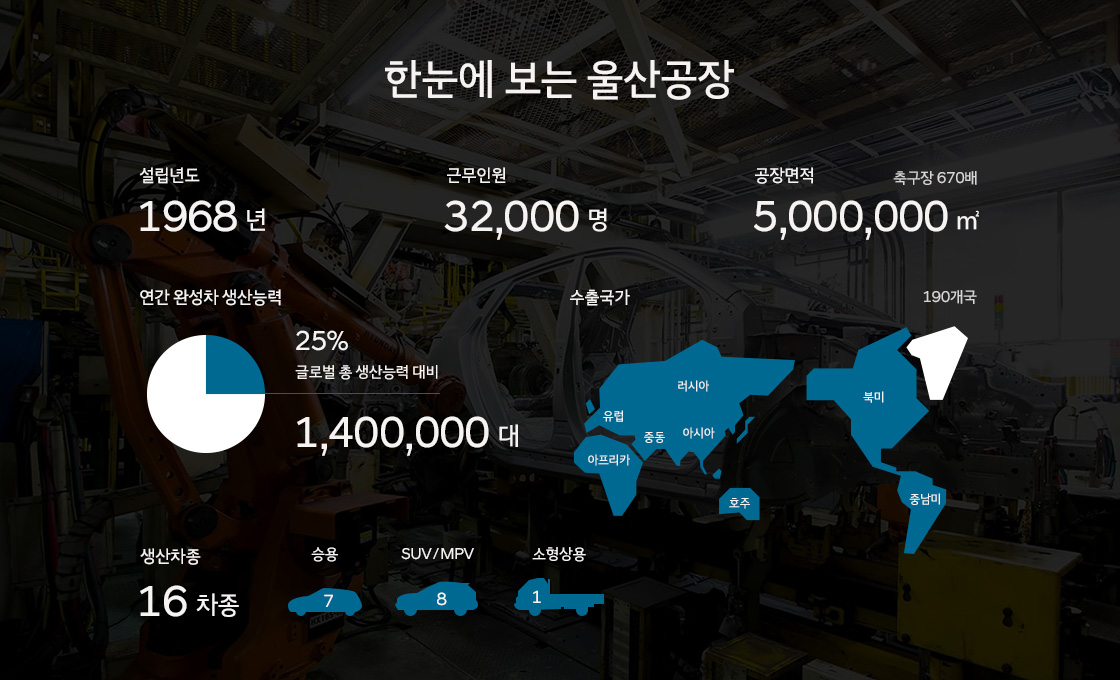 한눈에 보는 울산공장
설립년도
1968 년
근무인원
32,000 명
공장면적
축구장 670배
5,000,000 ㎡
연간 완성차 생산능력
25%
글로벌 총 생산능력 대비
1,400,000 대
수출국가
190개국
러시아
유럽
중동
아시아
아프리카
호주
북미
중남미
생산차종
16 차종
승용
7
SUV/MPV
8
소형상용
1